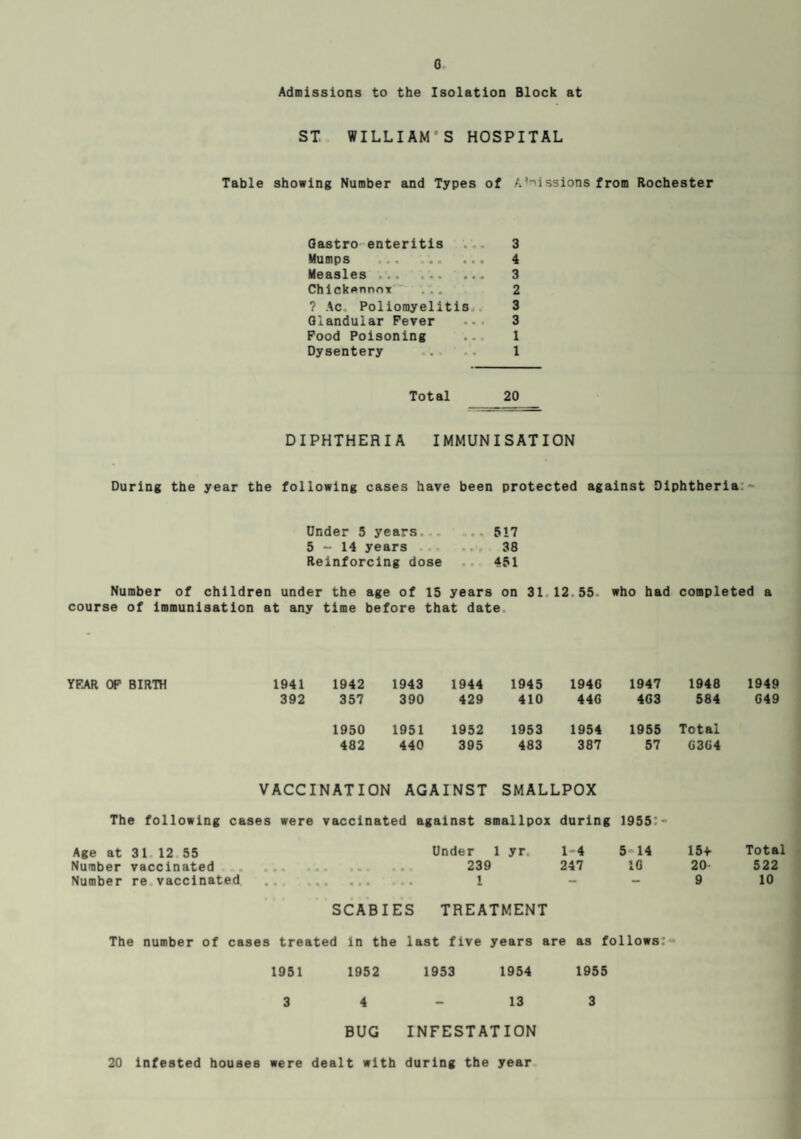 6.
Admissions to the Isolation Block at
ST. WILLIAM'S HOSPITAL
Table showing Number and Types of Admissions from Rochester
Gastro-enteritis ... 3
Mumps ... ... ... 4
Measles ... ... ... 3
Chickenpox ... 2
? Ac. Poliomyelitis.. 3
Glandular Fever ... 3
Food Poisoning ... 1
Dysentery .. .. 1
Total 20
DIPHTHERIA IMMUNISATION
During the year the following cases have been protected against Diphtheria:-
Under 5 years... ... 517
5 - 14 years ... ... 38
Reinforcing dose .. 451
Number of children under the age of 15 years on 31.12.55. who had completed a
course of immunisation at any time before that date.
YEAR OF BIRTH 1941 1942 1943 1944 1945 1946 1947 1948 1949
392 357 390 429 410 446 463 584 649
1950 1951 1952 1953 1954 1955 Total
482 440 395 483 387 57 6364
VACCINATION AGAINST SMALLPOX
The following cases were vaccinated against smallpox during 1955:-
Age at 31.12.55 Under 1 yr. 1-4 5-14 15+ Total
Number vaccinated ... ... ... ... ... 239 247 16 20- 522
Number re-vaccinated ... ... ... ... 1 - - 9 10
SCABIES TREATMENT
The number of cases treated in the last five years are as follows:-
1951 1952 1953 1954 1955
3 4 - 13 3
BUG INFESTATION
20 infested houses were dealt with during the year.